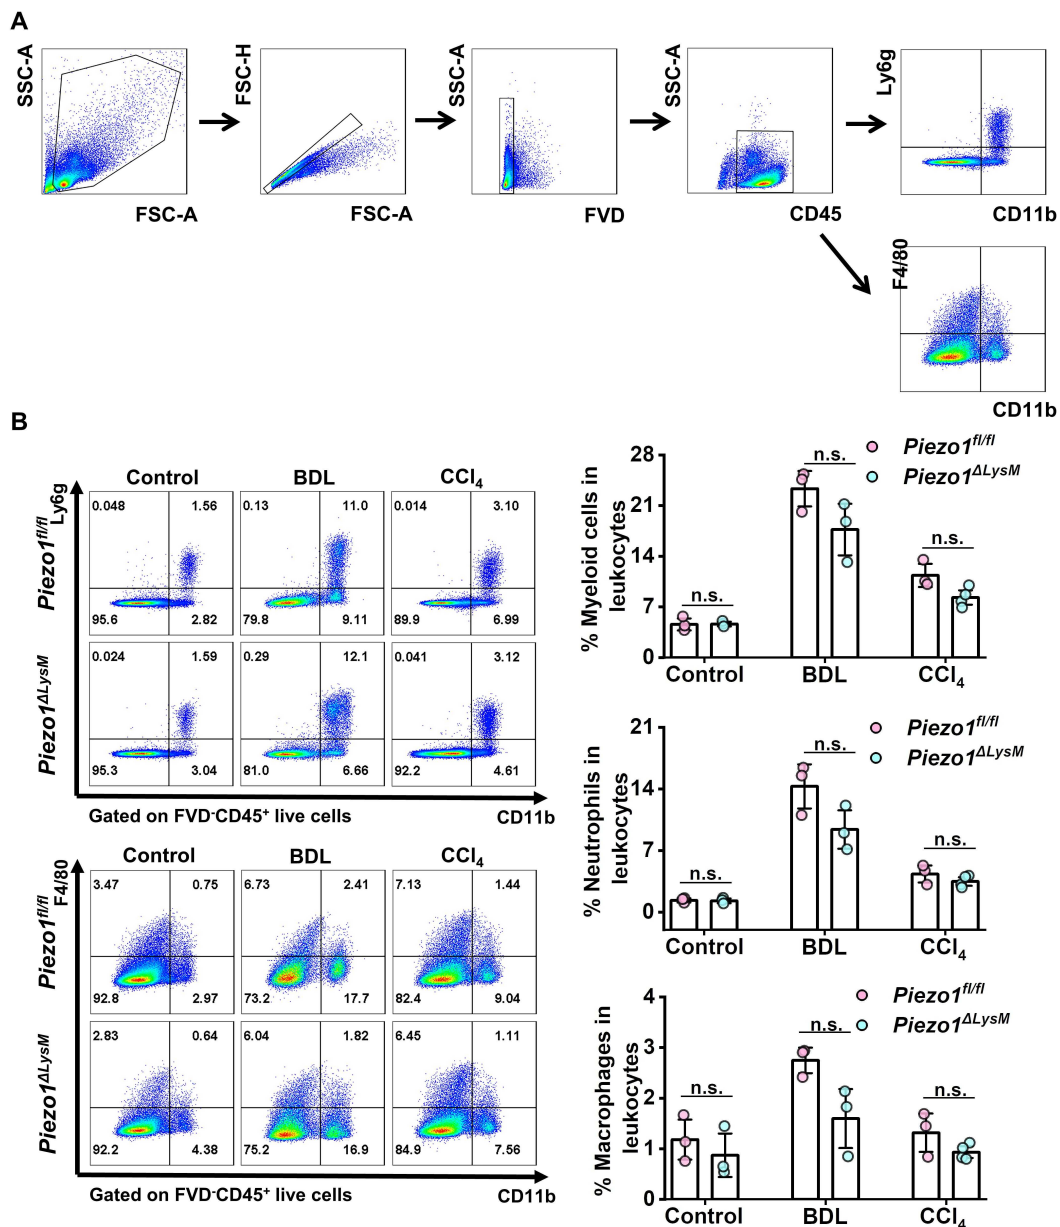 A
SSC-A
FSC-A
FSC-H
FSC-A
SSC-A
FVD
SSC-A
CD45
Ly6g
CD11b
F4/80
CD11b
B
Control BDL CCl4
Ly6g
Piezo1fl/fl
0.048 1.56 0.13 11.0 0.014 3.10
95.6 2.82 79.8 9.11 89.9 6.99
Piezo1ΔLysM
0.024 1.59 0.29 12.1 0.041 3.12
95.3 3.04 81.0 6.66 92.2 4.61
Gated on FVD-CD45+ live cells CD11b
Control BDL CCl4
F4/80
Piezo1fl/fl
3.47 0.75 6.73 2.41 7.13 1.44
92.8 2.97 73.2 17.7 82.4 9.04
Piezo1ΔLysM
2.83 0.64 6.04 1.82 6.45 1.11
92.2 4.38 75.2 16.9 84.9 7.56
Gated on FVD-CD45+ live cells CD11b
% Myeloid cells in
leukocytes
28
21
14
7
0
n.s. n.s. n.s.
Piezo1fl/fl
Piezo1ΔLysM
Control BDL CCl4
% Neutrophils in
leukocytes
21
14
7
0
n.s. n.s. n.s.
Piezo1fl/fl
Piezo1ΔLysM
Control BDL CCl4
% Macrophages in
leukocytes
4
3
2
1
0
n.s. n.s. n.s.
Piezo1fl/fl
Piezo1ΔLysM
Control BDL CCl4